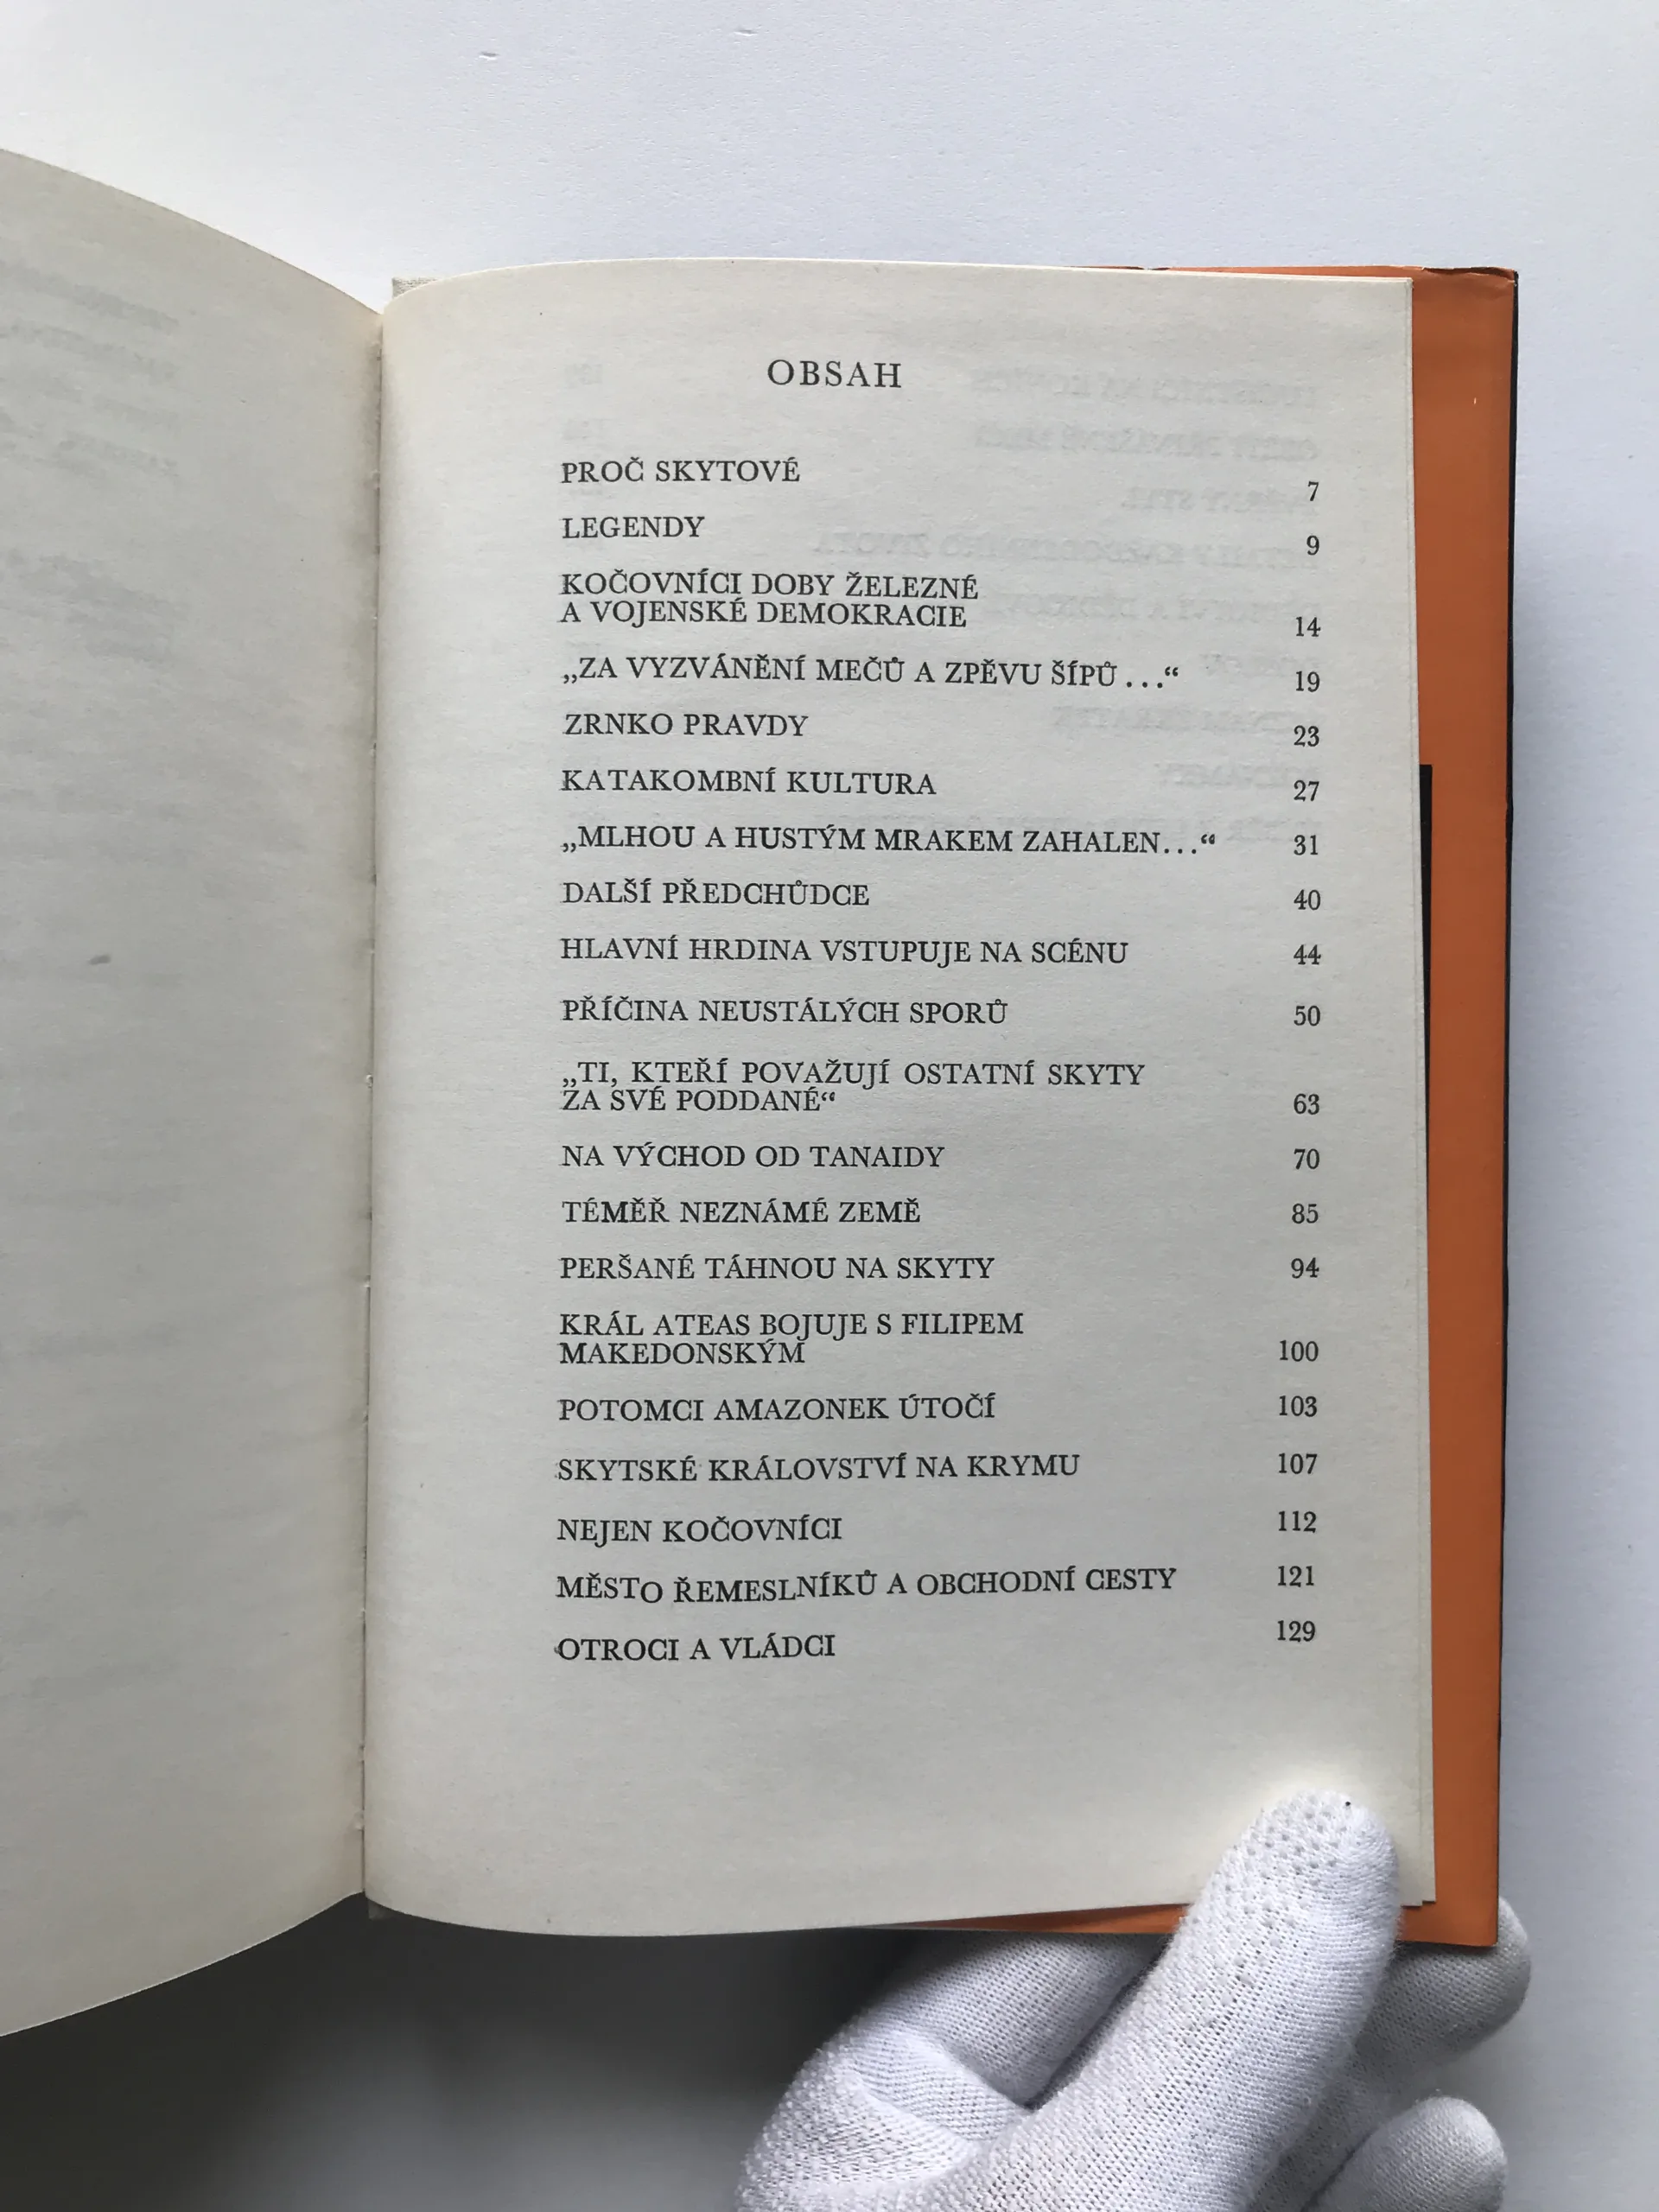 OBSAH
PROČ SKYTOVÉ 7
LEGENDY 9
KOČOVNÍCI DOBY ŽELEZNÉ
A VOJENSKÉ DEMOKRACIE 14
„ZA VYZVÁNĚNÍ MEČŮ A ZPĚVU ŠÍPŮ ...“ 19
ZRNKO PRAVDY 23
KATAKOMBNÍ KULTURA 27
„MLHOU A HUSTÝM MRAKEM ZAHALEN...“ 31
DALŠÍ PŘEDCHŮDCE 40
HLAVNÍ HRDINA VSTUPUJE NA SCÉNU 44
PŘÍČINA NEUSTÁLÝCH SPORŮ 50
„TI, KTEŘÍ POVAŽUJÍ OSTATNÍ SKYTY
ZA SVÉ PODDANÉ“ 63
NA VÝCHOD OD TANAIDY 70
TÉMĚŘ NEZNÁMÉ ZEMĚ 85
PERŠANÉ TÁHNOU NA SKYTY 94
KRÁL ATEAS BOJUJE S FILIPEM
MAKEDONSKÝM 100
POTOMCI AMAZONEK ÚTOČÍ 103
SKYTSKÉ KRÁLOVSTVÍ NA KRYMU 107
NEJEN KOČOVNÍCI 112
MĚSTO ŘEMESLNÍKŮ A OBCHODNÍ CESTY 121
OTROCI A VLÁDCI 129